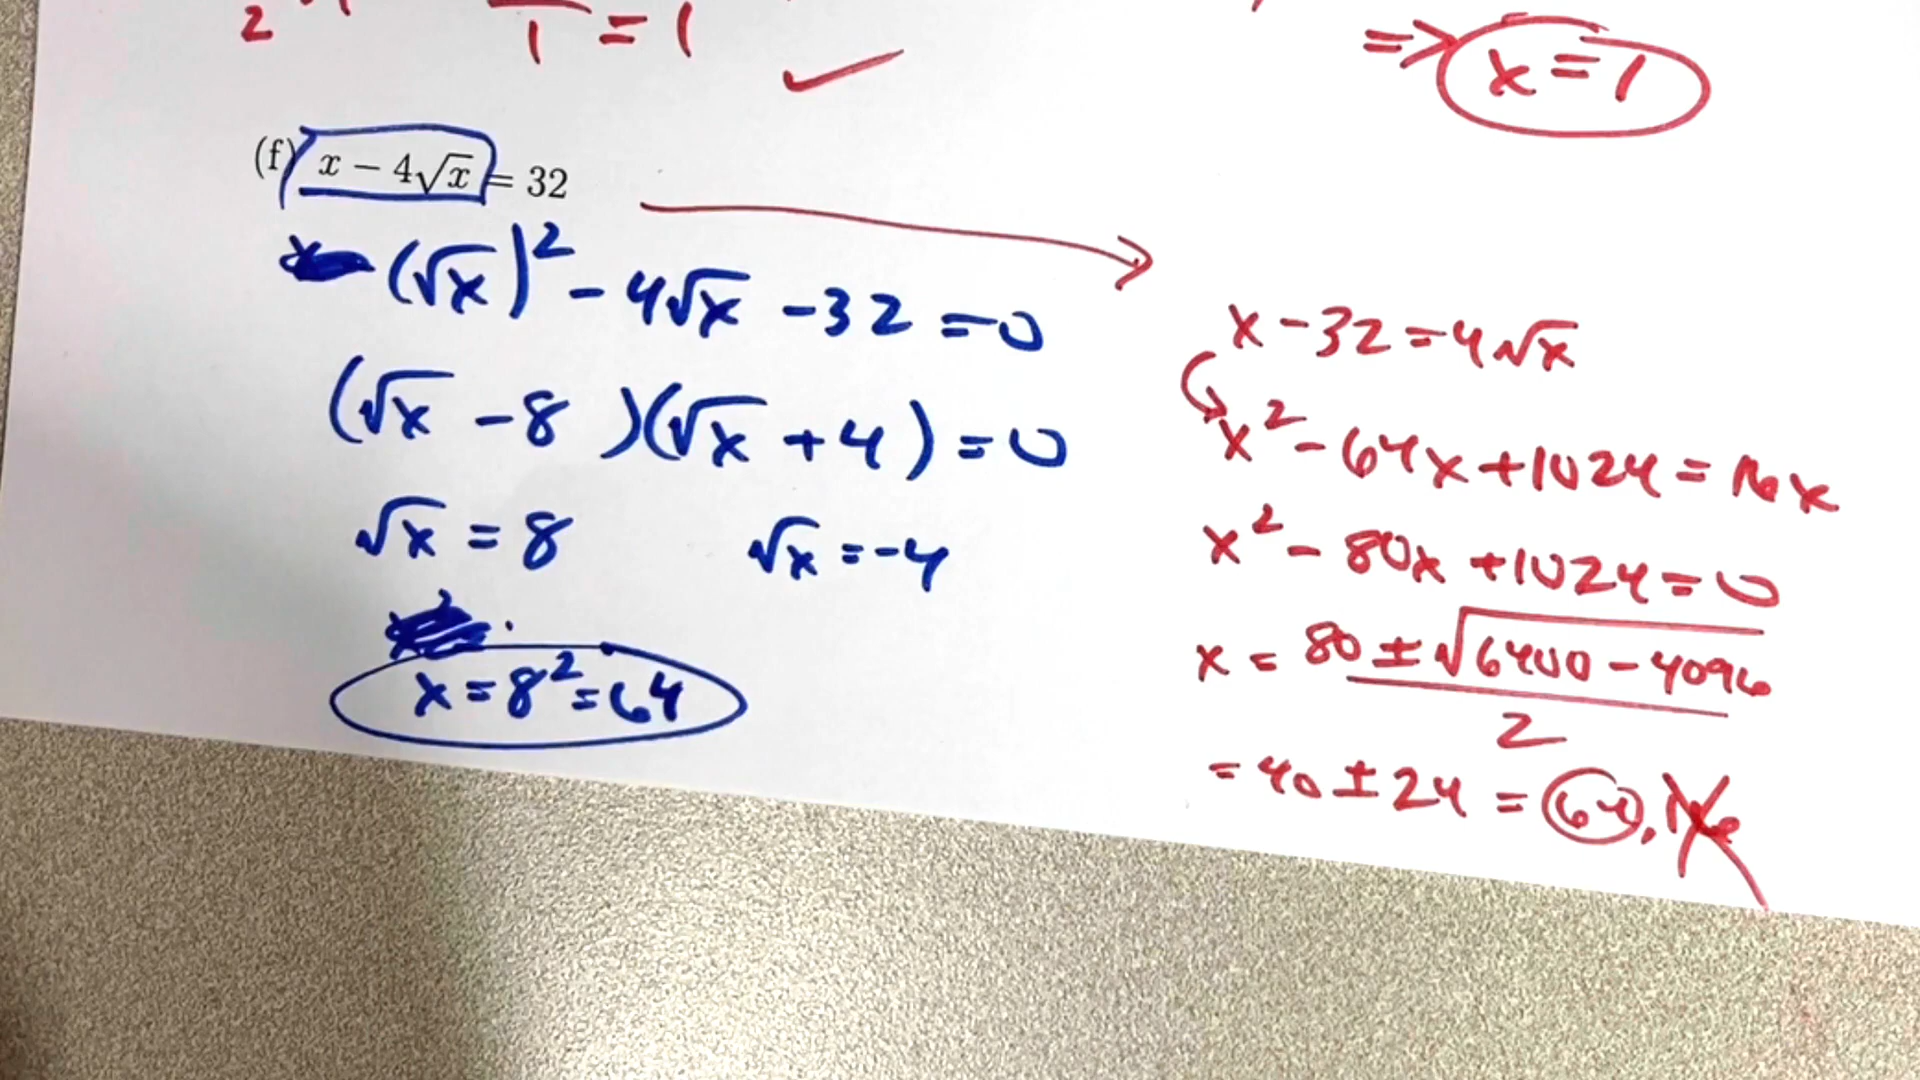 2
1 = 1 ✓
=> x = 1
(f) x − 4√x = 32
(√x)² - 4√x - 32 = 0
(√x - 8)(√x + 4) = 0
√x = 8 √x = -4
x = 8² = 64
x - 32 = 4√x
x² - 64x + 1024 = 16x
x² - 80x + 1024 = 0
x = 80 ± √6400 - 4096
2
= 40 ± 24 = 64, 16